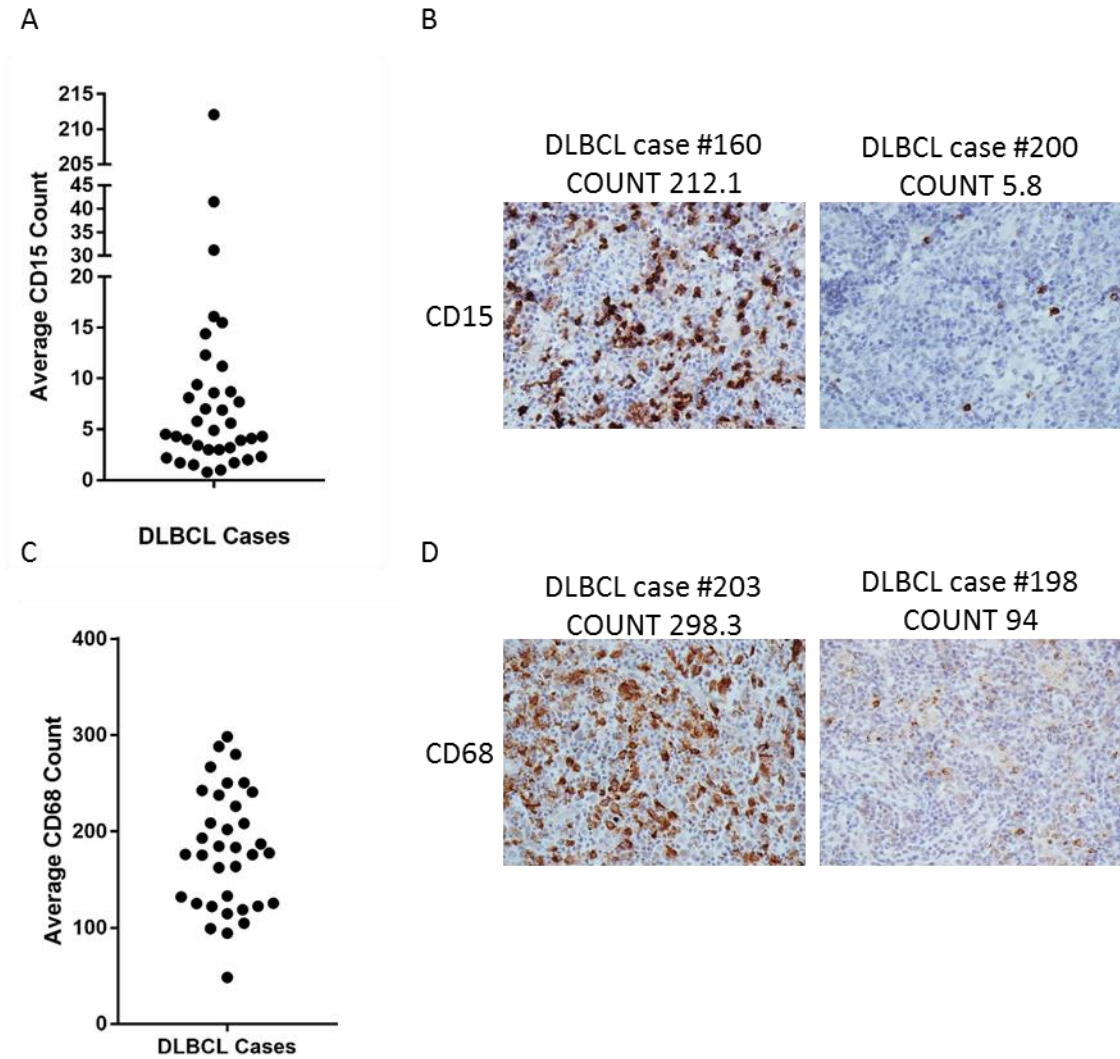 A
Average CD15 Count
215
210
205
45
40
35
30
20
15
10
5
0
DLBCL Cases
B
DLBCL case #160
COUNT 212.1
DLBCL case #200
COUNT 5.8
CD15
C
Average CD68 Count
400
300
200
100
0
DLBCL Cases
D
DLBCL case #203
COUNT 298.3
DLBCL case #198
COUNT 94
CD68